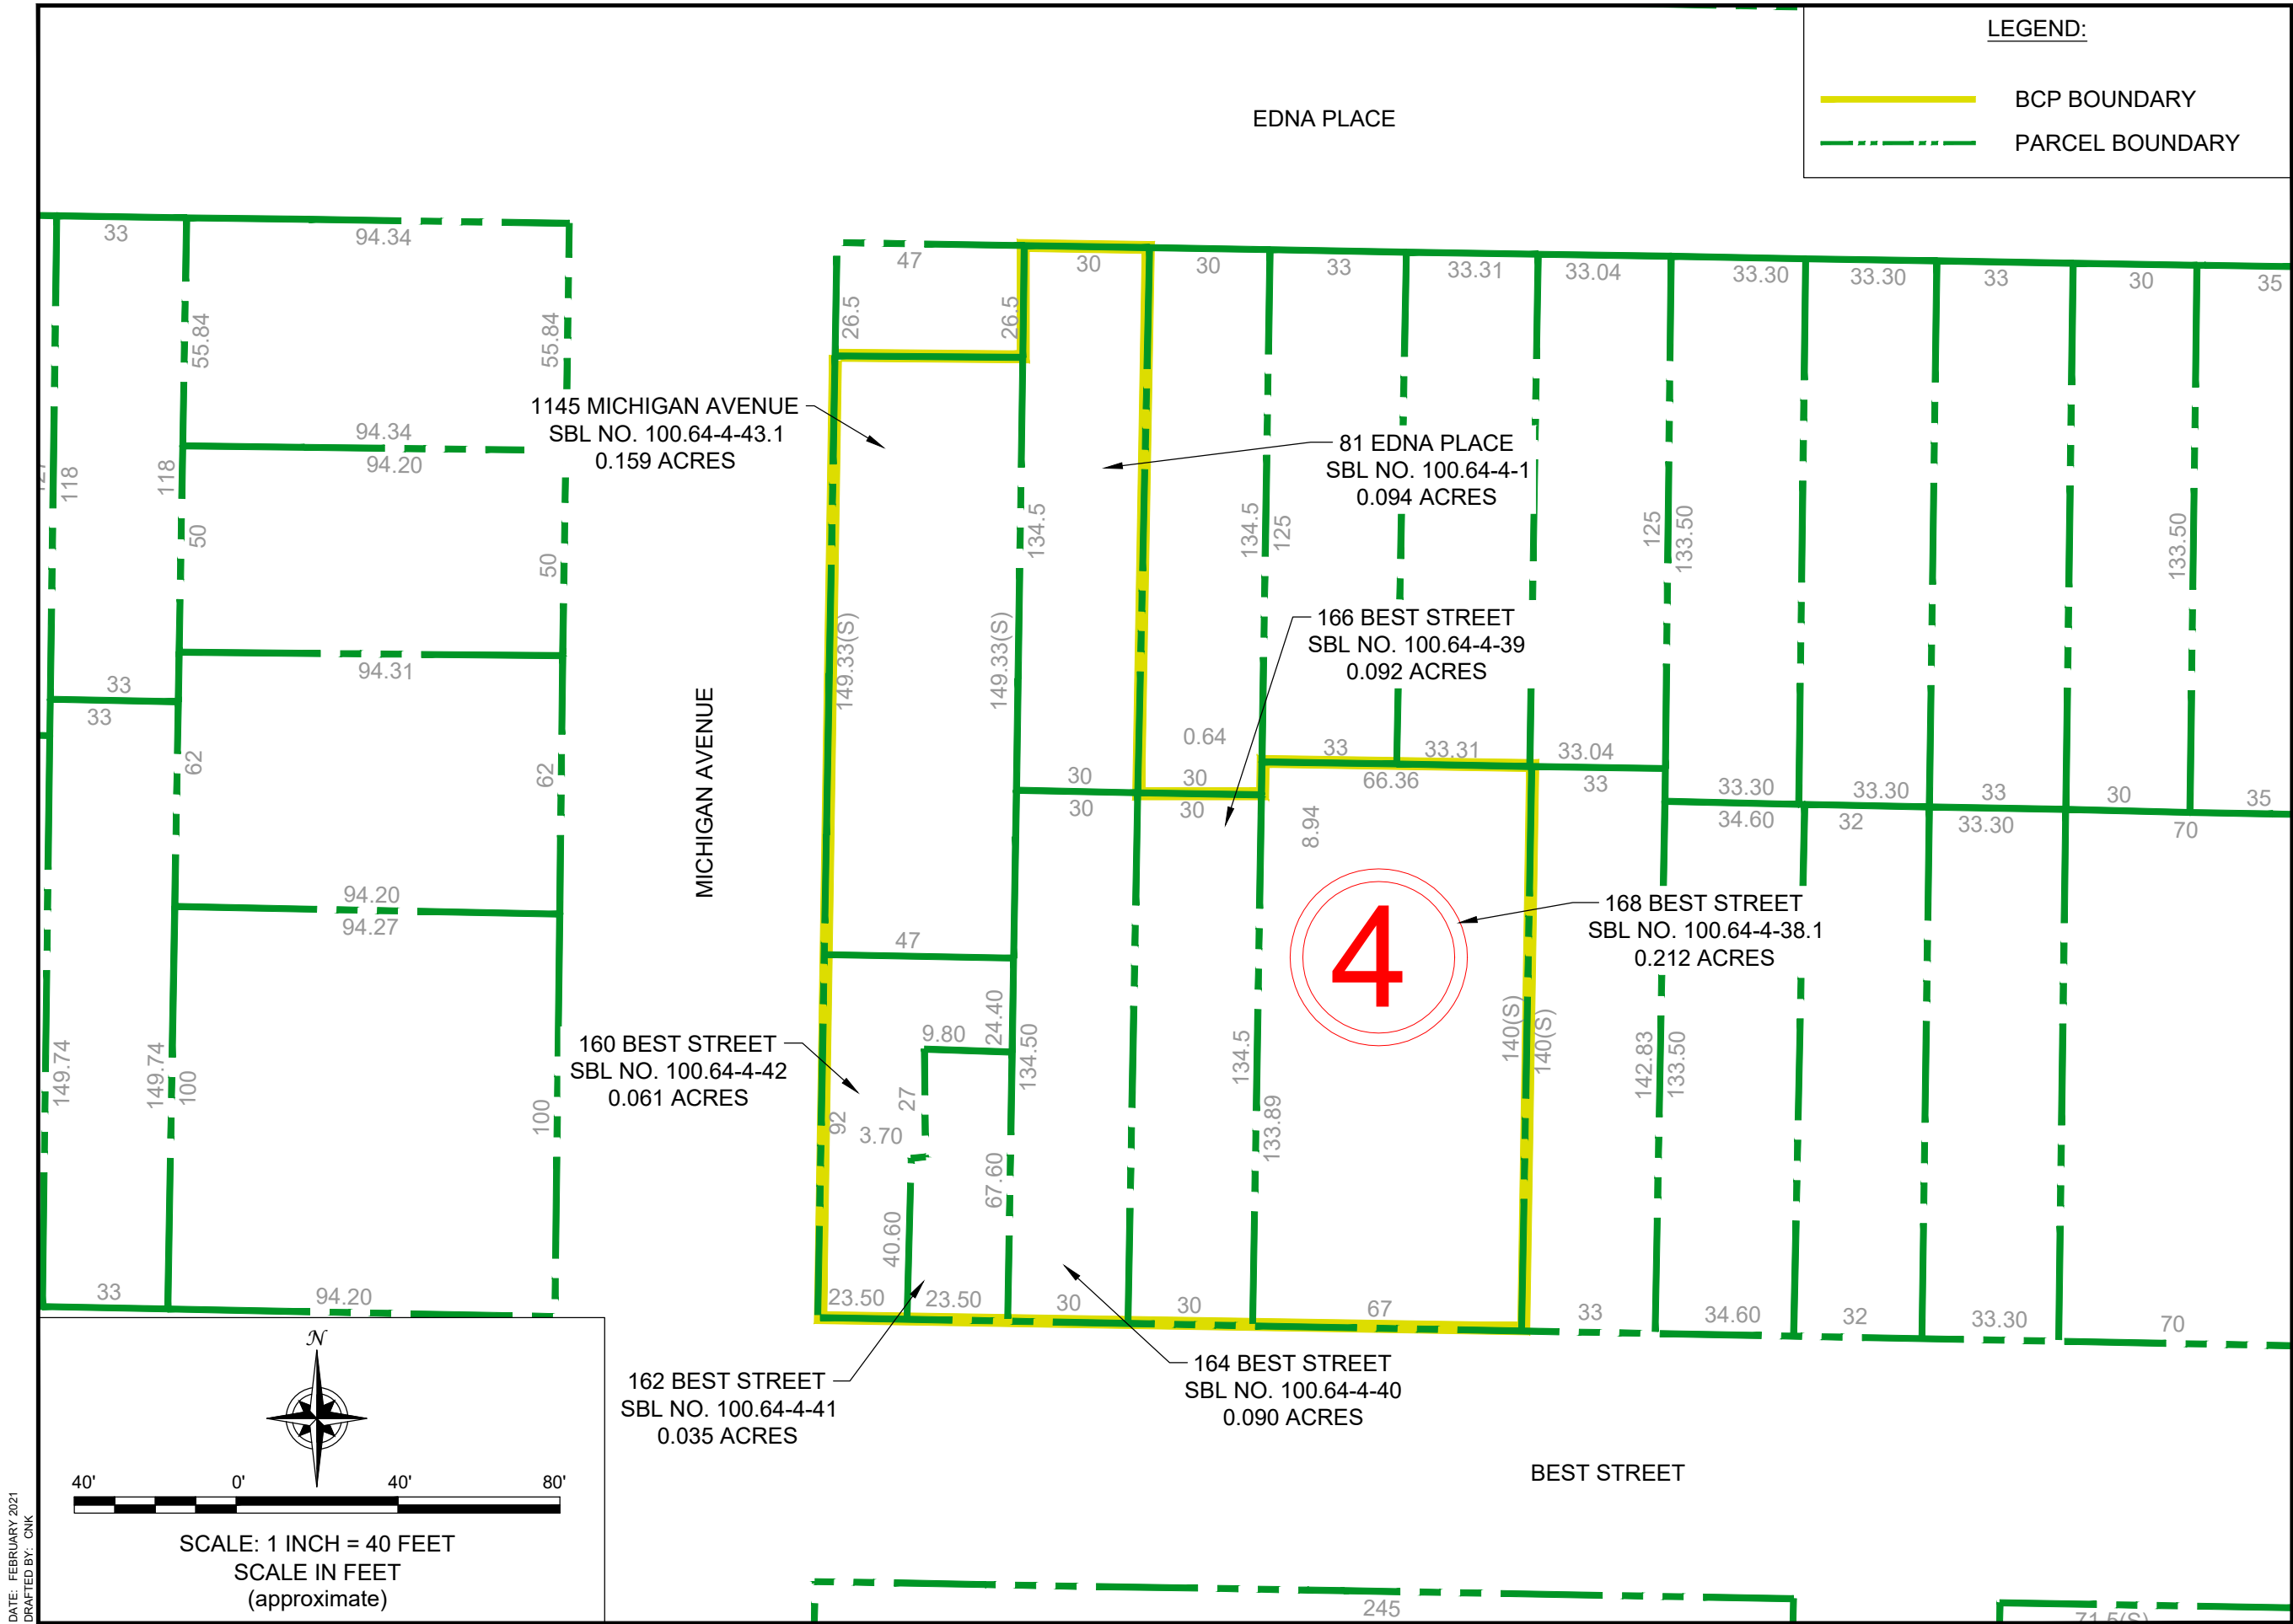 LEGEND:
BCP BOUNDARY
PARCEL BOUNDARY
EDNA PLACE
33
94.34
47
30
30
33
33.31
33.04
33.30
33.30
33
30
35
55.84
55.84
26.5
26.5
1145 MICHIGAN AVENUE
SBL NO. 100.64-4-43.1
0.159 ACRES
94.34
94.20
81 EDNA PLACE
SBL NO. 100.64-4-1
0.094 ACRES
118
118
50
50
134.5
134.5
125
125
133.50
133.50
149.33(S)
149.33(S)
166 BEST STREET
SBL NO. 100.64-4-39
0.092 ACRES
94.31
33
33
62
62
MICHIGAN AVENUE
0.64
33
33.31
33.04
30
30
66.36
33
33.30
33.30
33
30
35
30
30
34.60
32
33.30
70
8.94
94.20
94.27
4
168 BEST STREET
SBL NO. 100.64-4-38.1
0.212 ACRES
47
24.40
9.80
160 BEST STREET
SBL NO. 100.64-4-42
0.061 ACRES
149.74
149.74
100
100
92
27
3.70
134.50
134.5
133.89
140(S)
140(S)
142.83
133.50
67.60
40.60
33
94.20
23.50
23.50
30
30
67
33
34.60
32
33.30
70
162 BEST STREET
SBL NO. 100.64-4-41
0.035 ACRES
164 BEST STREET
SBL NO. 100.64-4-40
0.090 ACRES
BEST STREET
N
40'
0'
40'
80'
SCALE: 1 INCH = 40 FEET
SCALE IN FEET
(approximate)
245
DATE: FEBRUARY 2021
DRAFTED BY: CNK